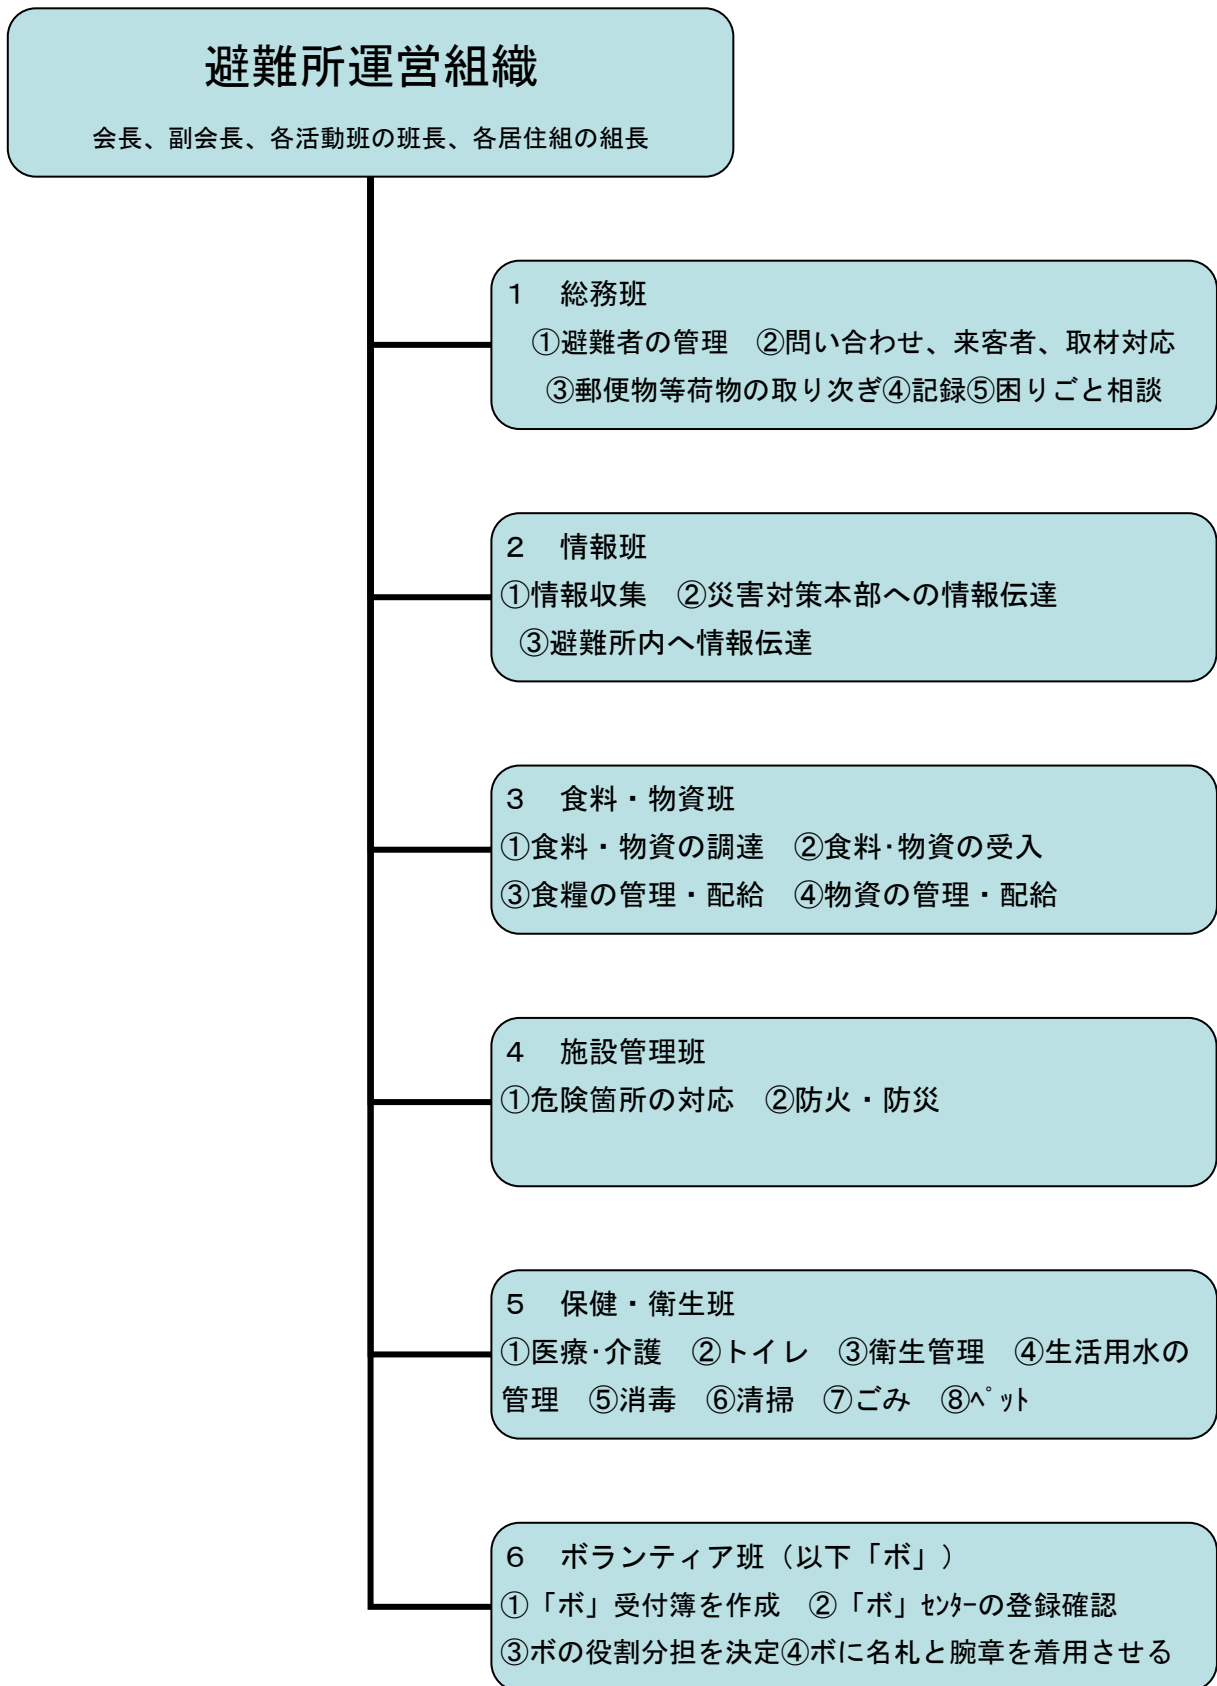 避難所運営組織
会長、副会長、各活動班の班長、各居住組の組長
１　総務班
①避難者の管理　②問い合わせ、来客者、取材対応
③郵便物等荷物の取り次ぎ④記録⑤困りごと相談
２　情報班
①情報収集　②災害対策本部への情報伝達
③避難所内へ情報伝達
３　食料・物資班
①食料・物資の調達　②食料･物資の受入
③食糧の管理・配給　④物資の管理・配給
４　施設管理班
①危険箇所の対応　②防火・防災
５　保健・衛生班
①医療･介護　②トイレ　③衛生管理　④生活用水の
管理　⑤消毒　⑥清掃　⑦ごみ　⑧ﾍﾟｯﾄ
６　ボランティア班（以下「ボ」）
①「ボ」受付簿を作成　②「ボ」ｾﾝﾀｰの登録確認
③ボの役割分担を決定④ボに名札と腕章を着用させる